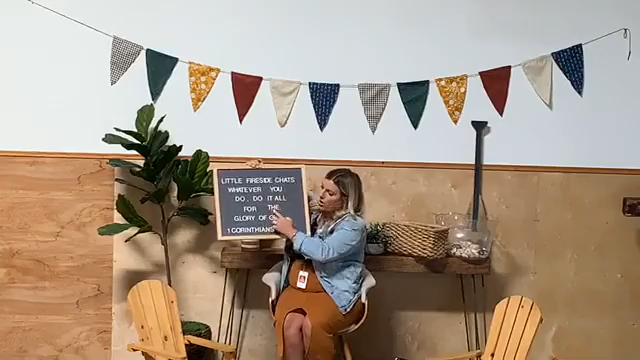 LITTLE FIRESIDE CHATS
WHATEVER YOU
DO, DO IT ALL
FOR THE
GLORY OF
1 CORINTHIANS